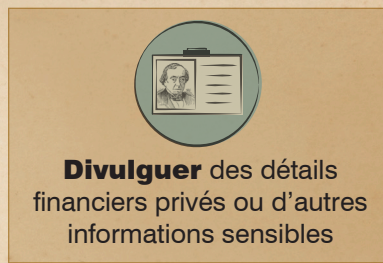 Divulguer des détails
financiers privés ou d'autres
informations sensibles